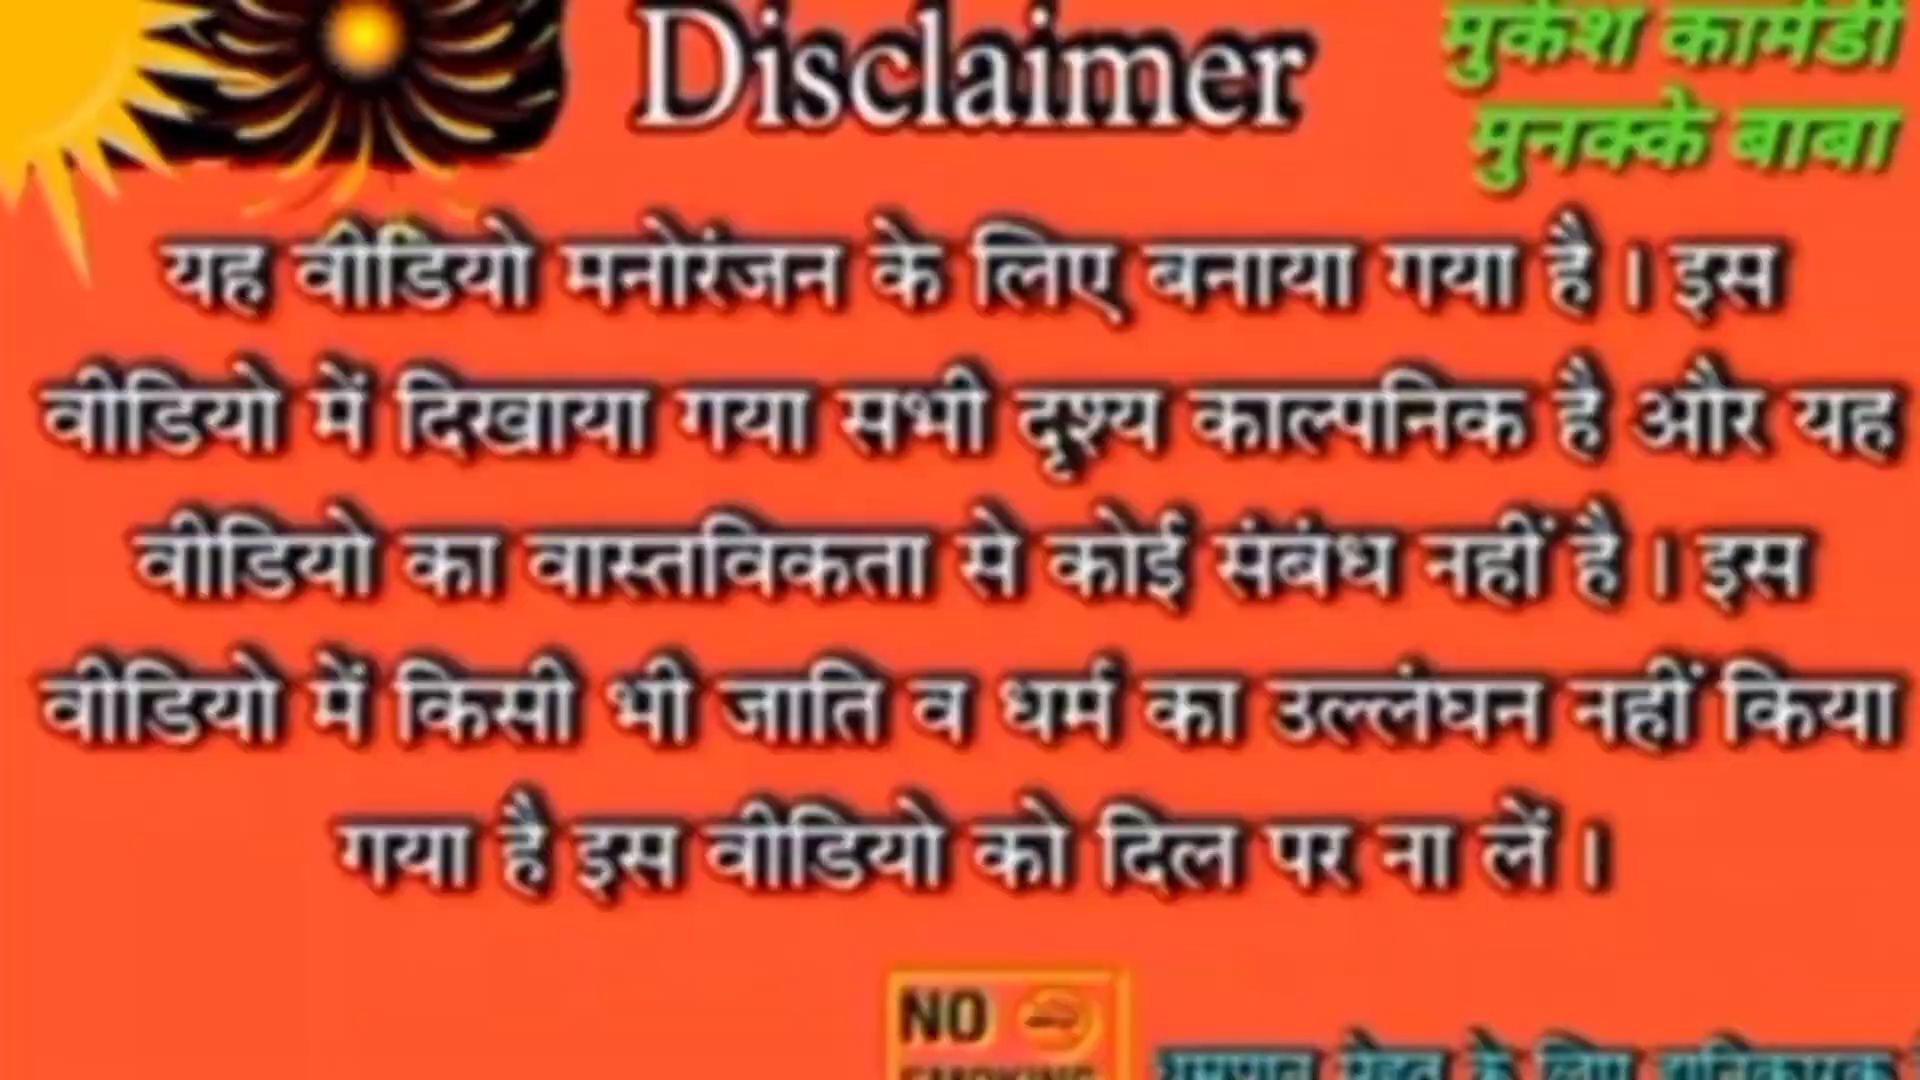 Disclaimer
मुकेश कामेडी
मुनक्के बाबा
यह वीडियो मनोरंजन के लिए बनाया गया है । इस
वीडियो में दिखाया गया सभी दृश्य काल्पनिक है और यह
वीडियो का वास्तविकता से कोई संबंध नहीं है । इस
वीडियो में किसी भी जाति व धर्म का उल्लंघन नहीं किया
गया है इस वीडियो को दिल पर ना लें ।
NO
SMOKING